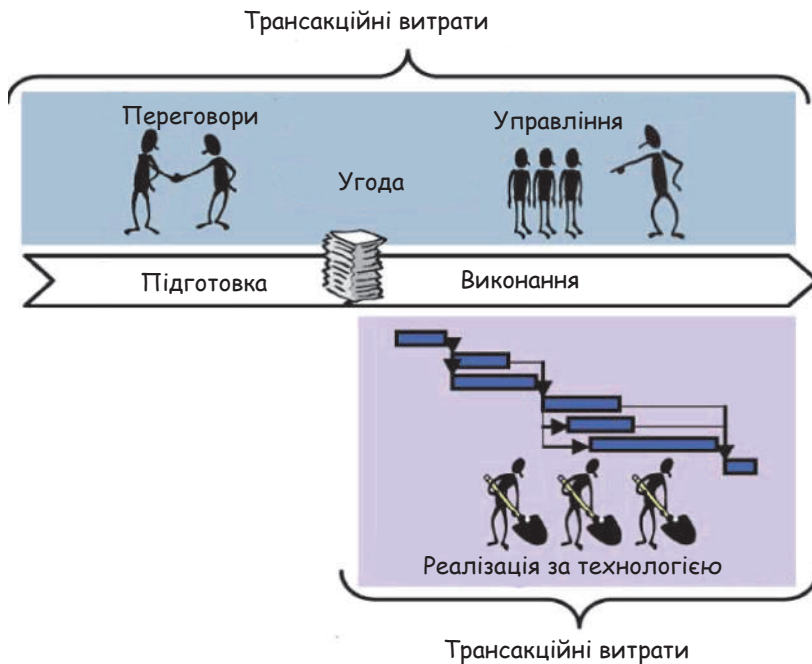 Трансакційні витрати
Переговори
Управління
Угода
Підготовка
Виконання
Реалізація за технологією
Трансакційні витрати